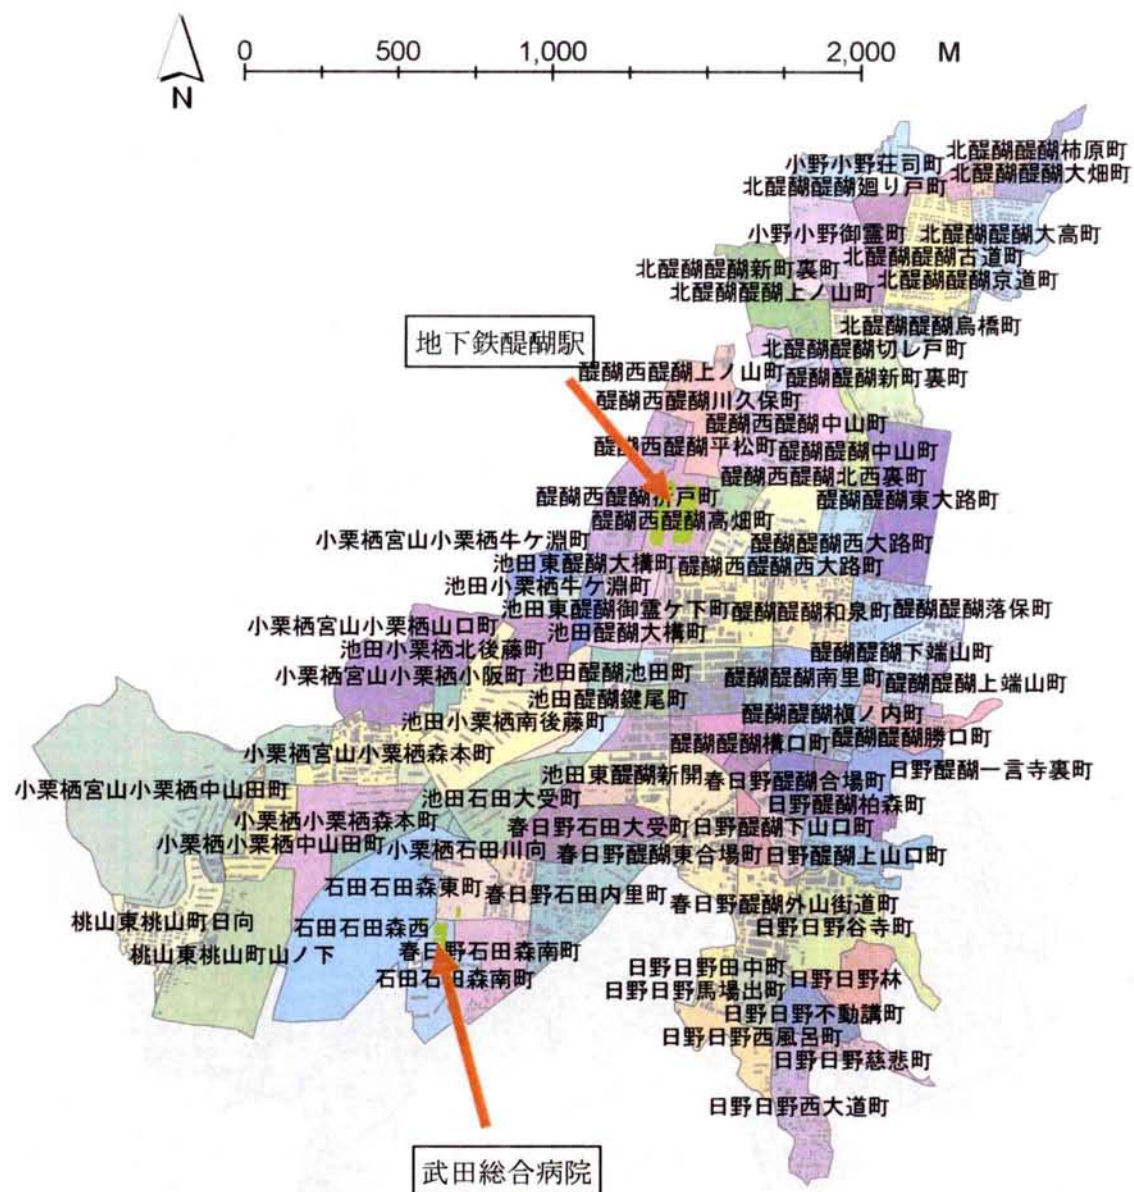 0 500 1,000 2,000 M
N
北醍醐醍醐柿原町
小野小野荘司町
北醍醐醍醐大畑町
北醍醐醍醐廻り戸町
小野小野御霊町
北醍醐醍醐大高町
北醍醐醍醐古道町
北醍醐醍醐新町裏町
北醍醐醍醐京道町
北醍醐醍醐上ノ山町
北醍醐醍醐烏橋町
地下鉄醍醐駅
北醍醐醍醐切レ戸町
醍醐西醍醐上ノ山町
醍醐醍醐新町裏町
醍醐西醍醐川久保町
醍醐西醍醐中山町
醍醐西醍醐平松町
醍醐醍醐中山町
醍醐西醍醐北西裏町
醍醐西醍醐折戸町
醍醐醍醐東大路町
醍醐西醍醐高畑町
小栗栖宮山小栗栖牛ケ淵町
醍醐醍醐西大路町
池田東醍醐大構町
醍醐西醍醐西大路町
池田小栗栖牛ケ淵町
池田東醍醐御霊ケ下町
醍醐醍醐和泉町
醍醐醍醐落保町
小栗栖宮山小栗栖山口町
池田醍醐大構町
池田小栗栖北後藤町
醍醐醍醐下端山町
小栗栖宮山小栗栖小阪町
池田醍醐池田町
醍醐醍醐南里町
醍醐醍醐上端山町
池田醍醐鍵尾町
池田小栗栖南後藤町
醍醐醍醐槇ノ内町
醍醐醍醐構口町
醍醐醍醐勝口町
小栗栖宮山小栗栖森本町
池田東醍醐新開
春日野醍醐合場町
日野醍醐一言寺裏町
小栗栖宮山小栗栖中山田町
池田石田大受町
日野醍醐柏森町
小栗栖小栗栖森本町
春日野石田大受町
日野醍醐下山口町
小栗栖小栗栖中山田町
小栗栖石田川向
春日野醍醐東合場町
日野醍醐上山口町
石田石田森東町
春日野石田内里町
春日野醍醐外山街道町
桃山東桃山町日向
石田石田森西
日野日野谷寺町
桃山東桃山町山ノ下
春日野石田森南町
石田石田森南町
日野日野田中町
日野日野林
日野日野馬場出町
日野日野不動講町
日野日野西風呂町
日野日野慈悲町
日野日野西大道町
武田総合病院